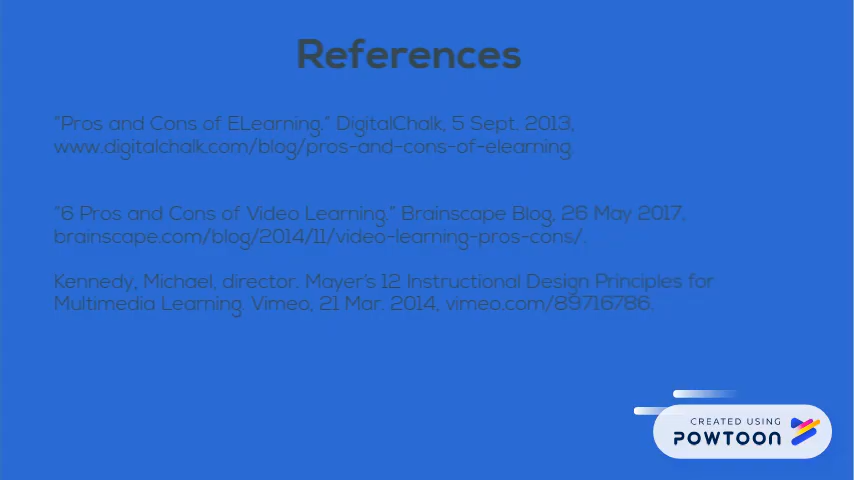 References
"Pros and Cons of ELearning." DigitalChalk, 5 Sept. 2013,
www.digitalchalk.com/blog/pros-and-cons-of-elearning.
"6 Pros and Cons of Video Learning." Brainscape Blog, 26 May 2017,
brainscape.com/blog/2014/11/video-learning-pros-cons/.
Kennedy, Michael, director. Mayer's 12 Instructional Design Principles for
Multimedia Learning. Vimeo, 21 Mar. 2014, vimeo.com/89716786.
CREATED USING
POWTOON